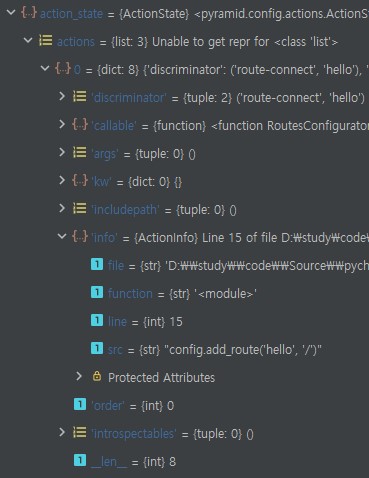 action_state = {ActionState} <pyramid.config.actions.ActionS
actions = {list: 3} Unable to get repr for <class 'list'>
0 = {dict: 8} {'discriminator': ('route-connect', 'hello'), '
'discriminator' = {tuple: 2} ('route-connect', 'hello')
'callable' = {function} <function RoutesConfigurator
'args' = {tuple: 0} ()
'kw' = {dict: 0} {}
'includepath' = {tuple: 0} ()
'info' = {ActionInfo} Line 15 of file D:₩study₩code₩
file = {str} 'D:₩₩study₩₩code₩₩Source₩₩pych
function = {str} '<module>'
line = {int} 15
src = {str} "config.add_route('hello', '/')"
Protected Attributes
'order' = {int} 0
'introspectables' = {tuple: 0} ()
__len__ = {int} 8